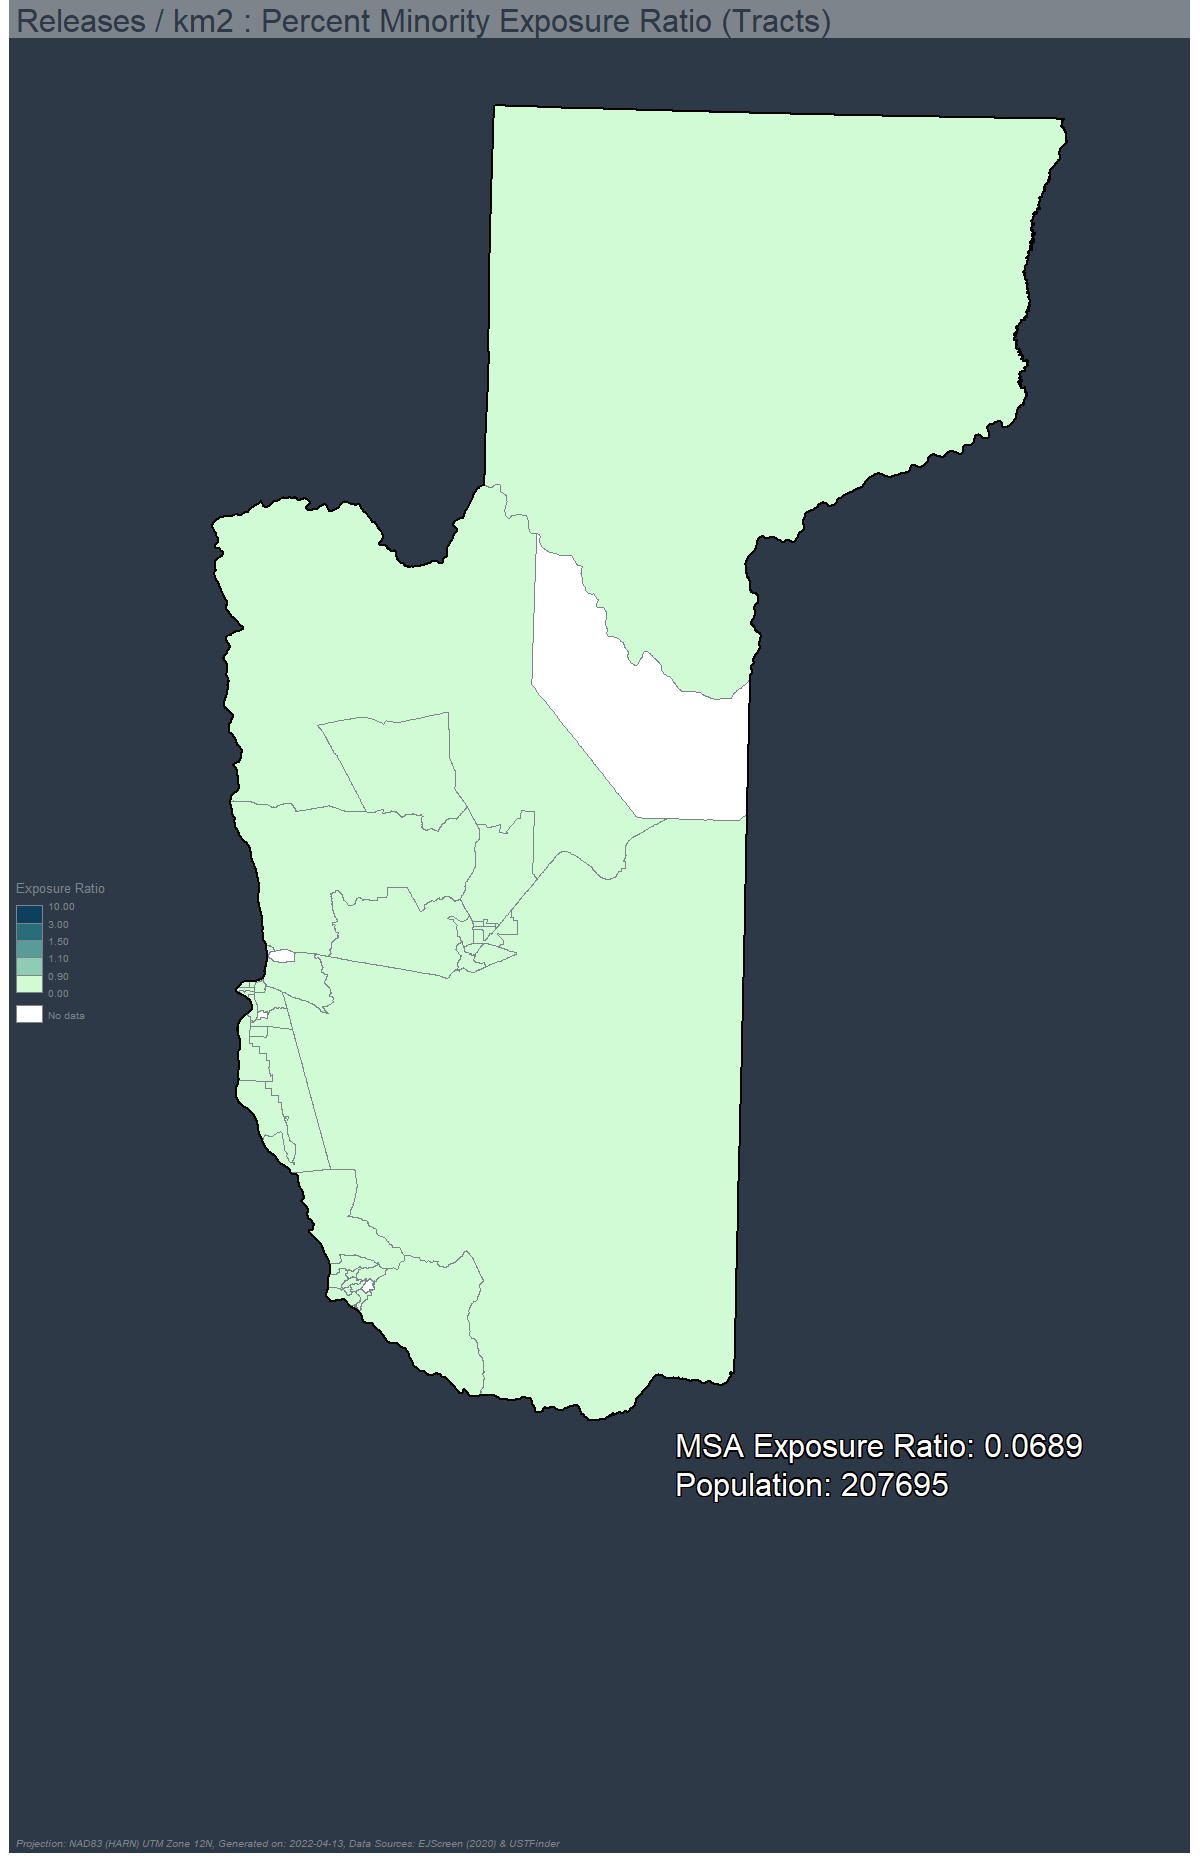 Releases / km2 : Percent Minority Exposure Ratio (Tracts)
Exposure Ratio
10.00
3.00
1.50
1.10
0.90
0.00
No data
MSA Exposure Ratio: 0.0689
Population: 207695
Projection: NAD83 (HARN) UTM Zone 12N, Generated on: 2022-04-13, Data Sources: EJScreen (2020) & USTFinder